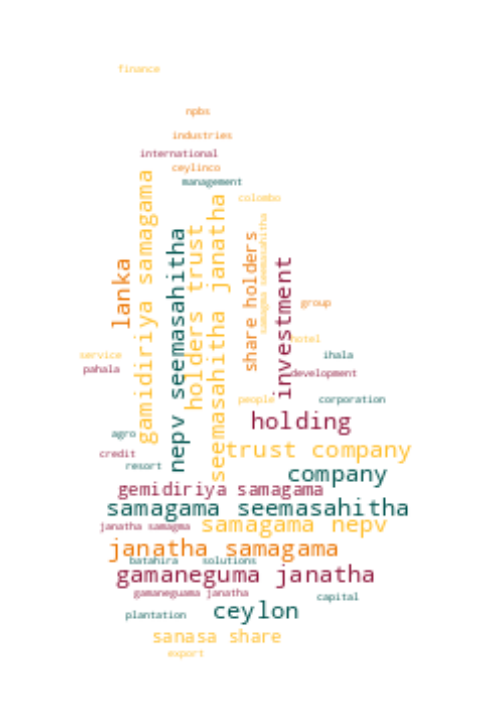 finance
npbs
industries
international
ceylinco
management
colombo
gamidiriya samagama
seemasahitha janatha
samagama seemasahitha
holders trust
nepv seemasahitha
share holders
investment
lanka
group
hotel
service
ihala
pahala
development
people
corporation
holding
agro
trust company
credit
resort
company
gemidiriya samagama
samagama seemasahitha
janatha samagma
samagama nepv
janatha samagama
batahira
solutions
gamaneguma janatha
gamaneguama janatha
capital
plantation
ceylon
sanasa share
export